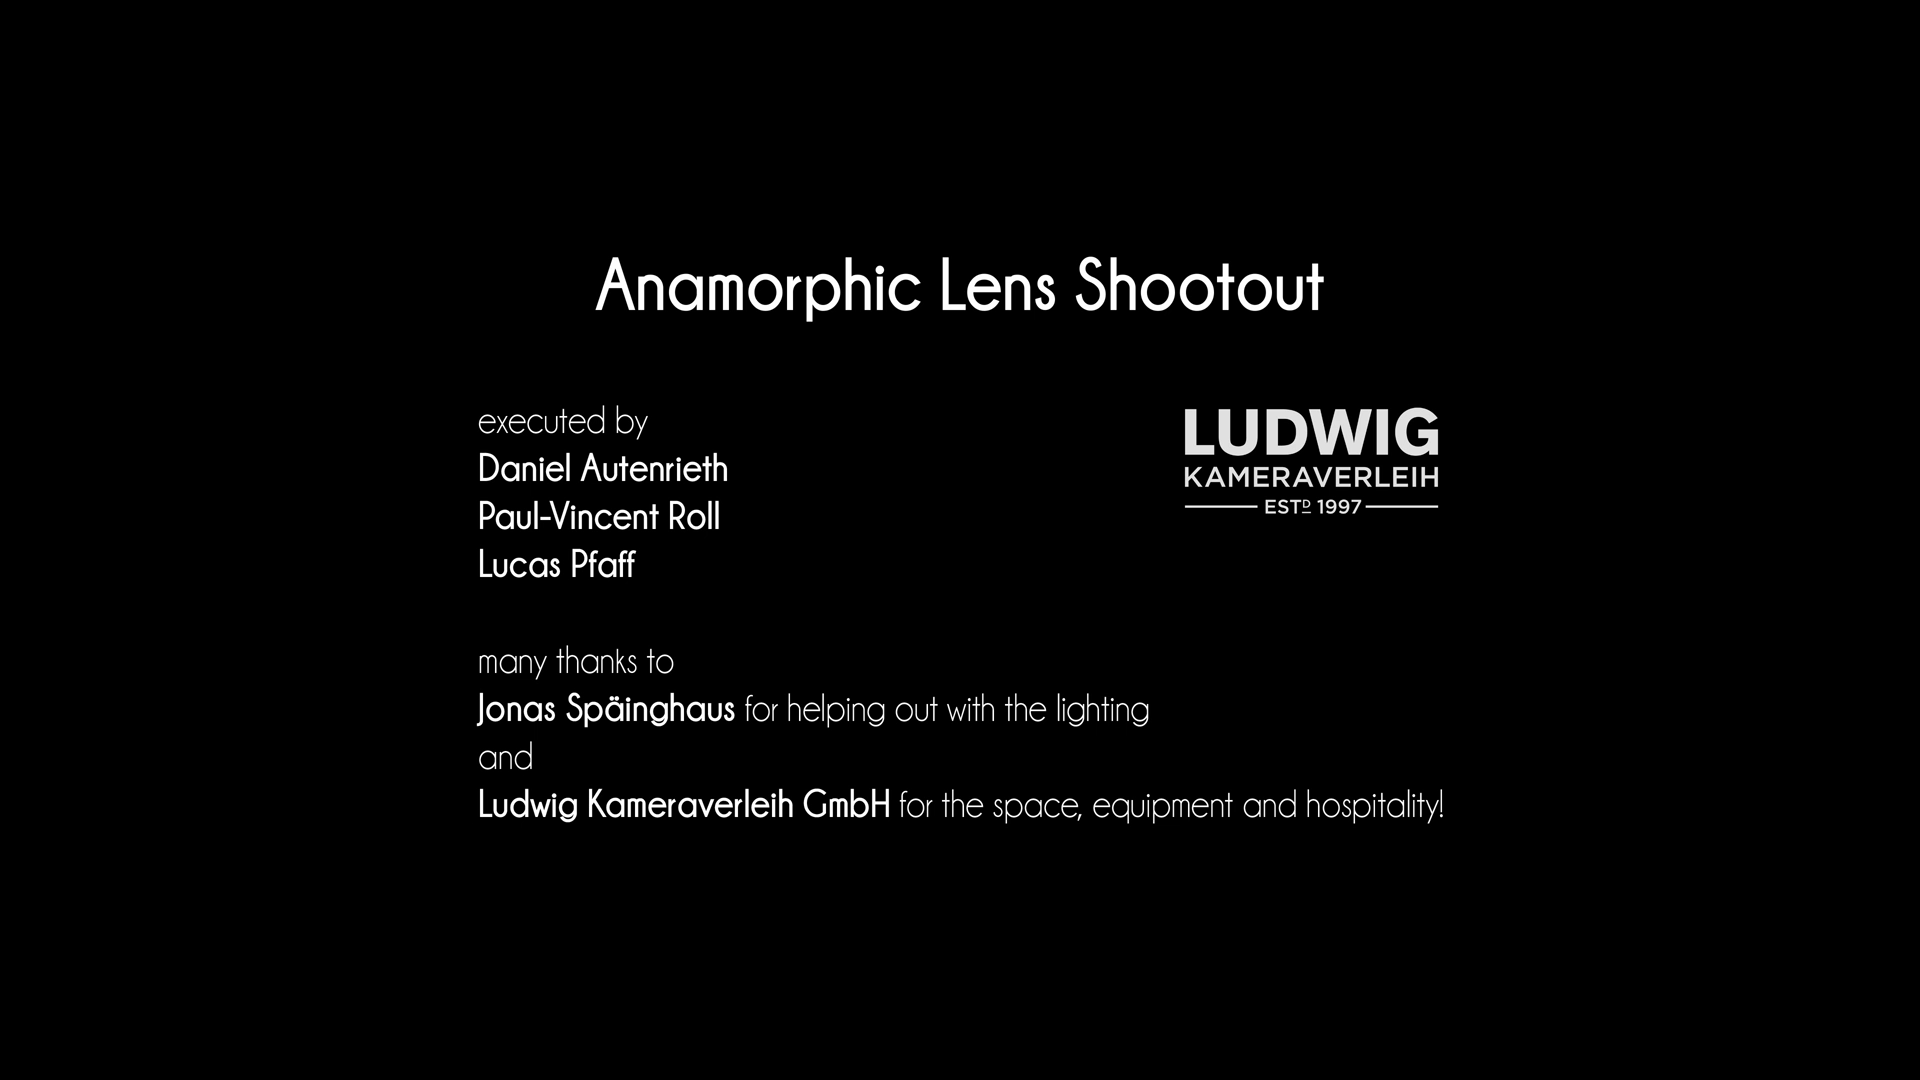 Anamorphic Lens Shootout
executed by
Daniel Autenrieth
Paul-Vincent Roll
Lucas Pfaff
LUDWIG
KAMERAVERLEIH
ESTD 1997
many thanks to
Jonas Späinghaus for helping out with the lighting
and
Ludwig Kameraverleih GmbH for the space, equipment and hospitality!